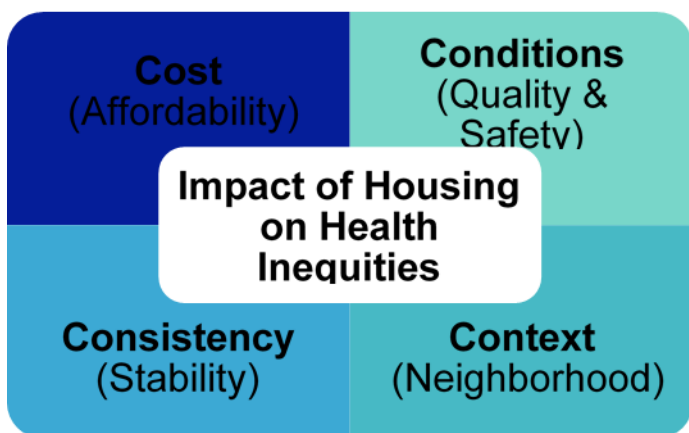 Cost
(Affordability)
Conditions
(Quality &
Safety)
Impact of Housing
on Health
Inequities
Consistency
(Stability)
Context
(Neighborhood)